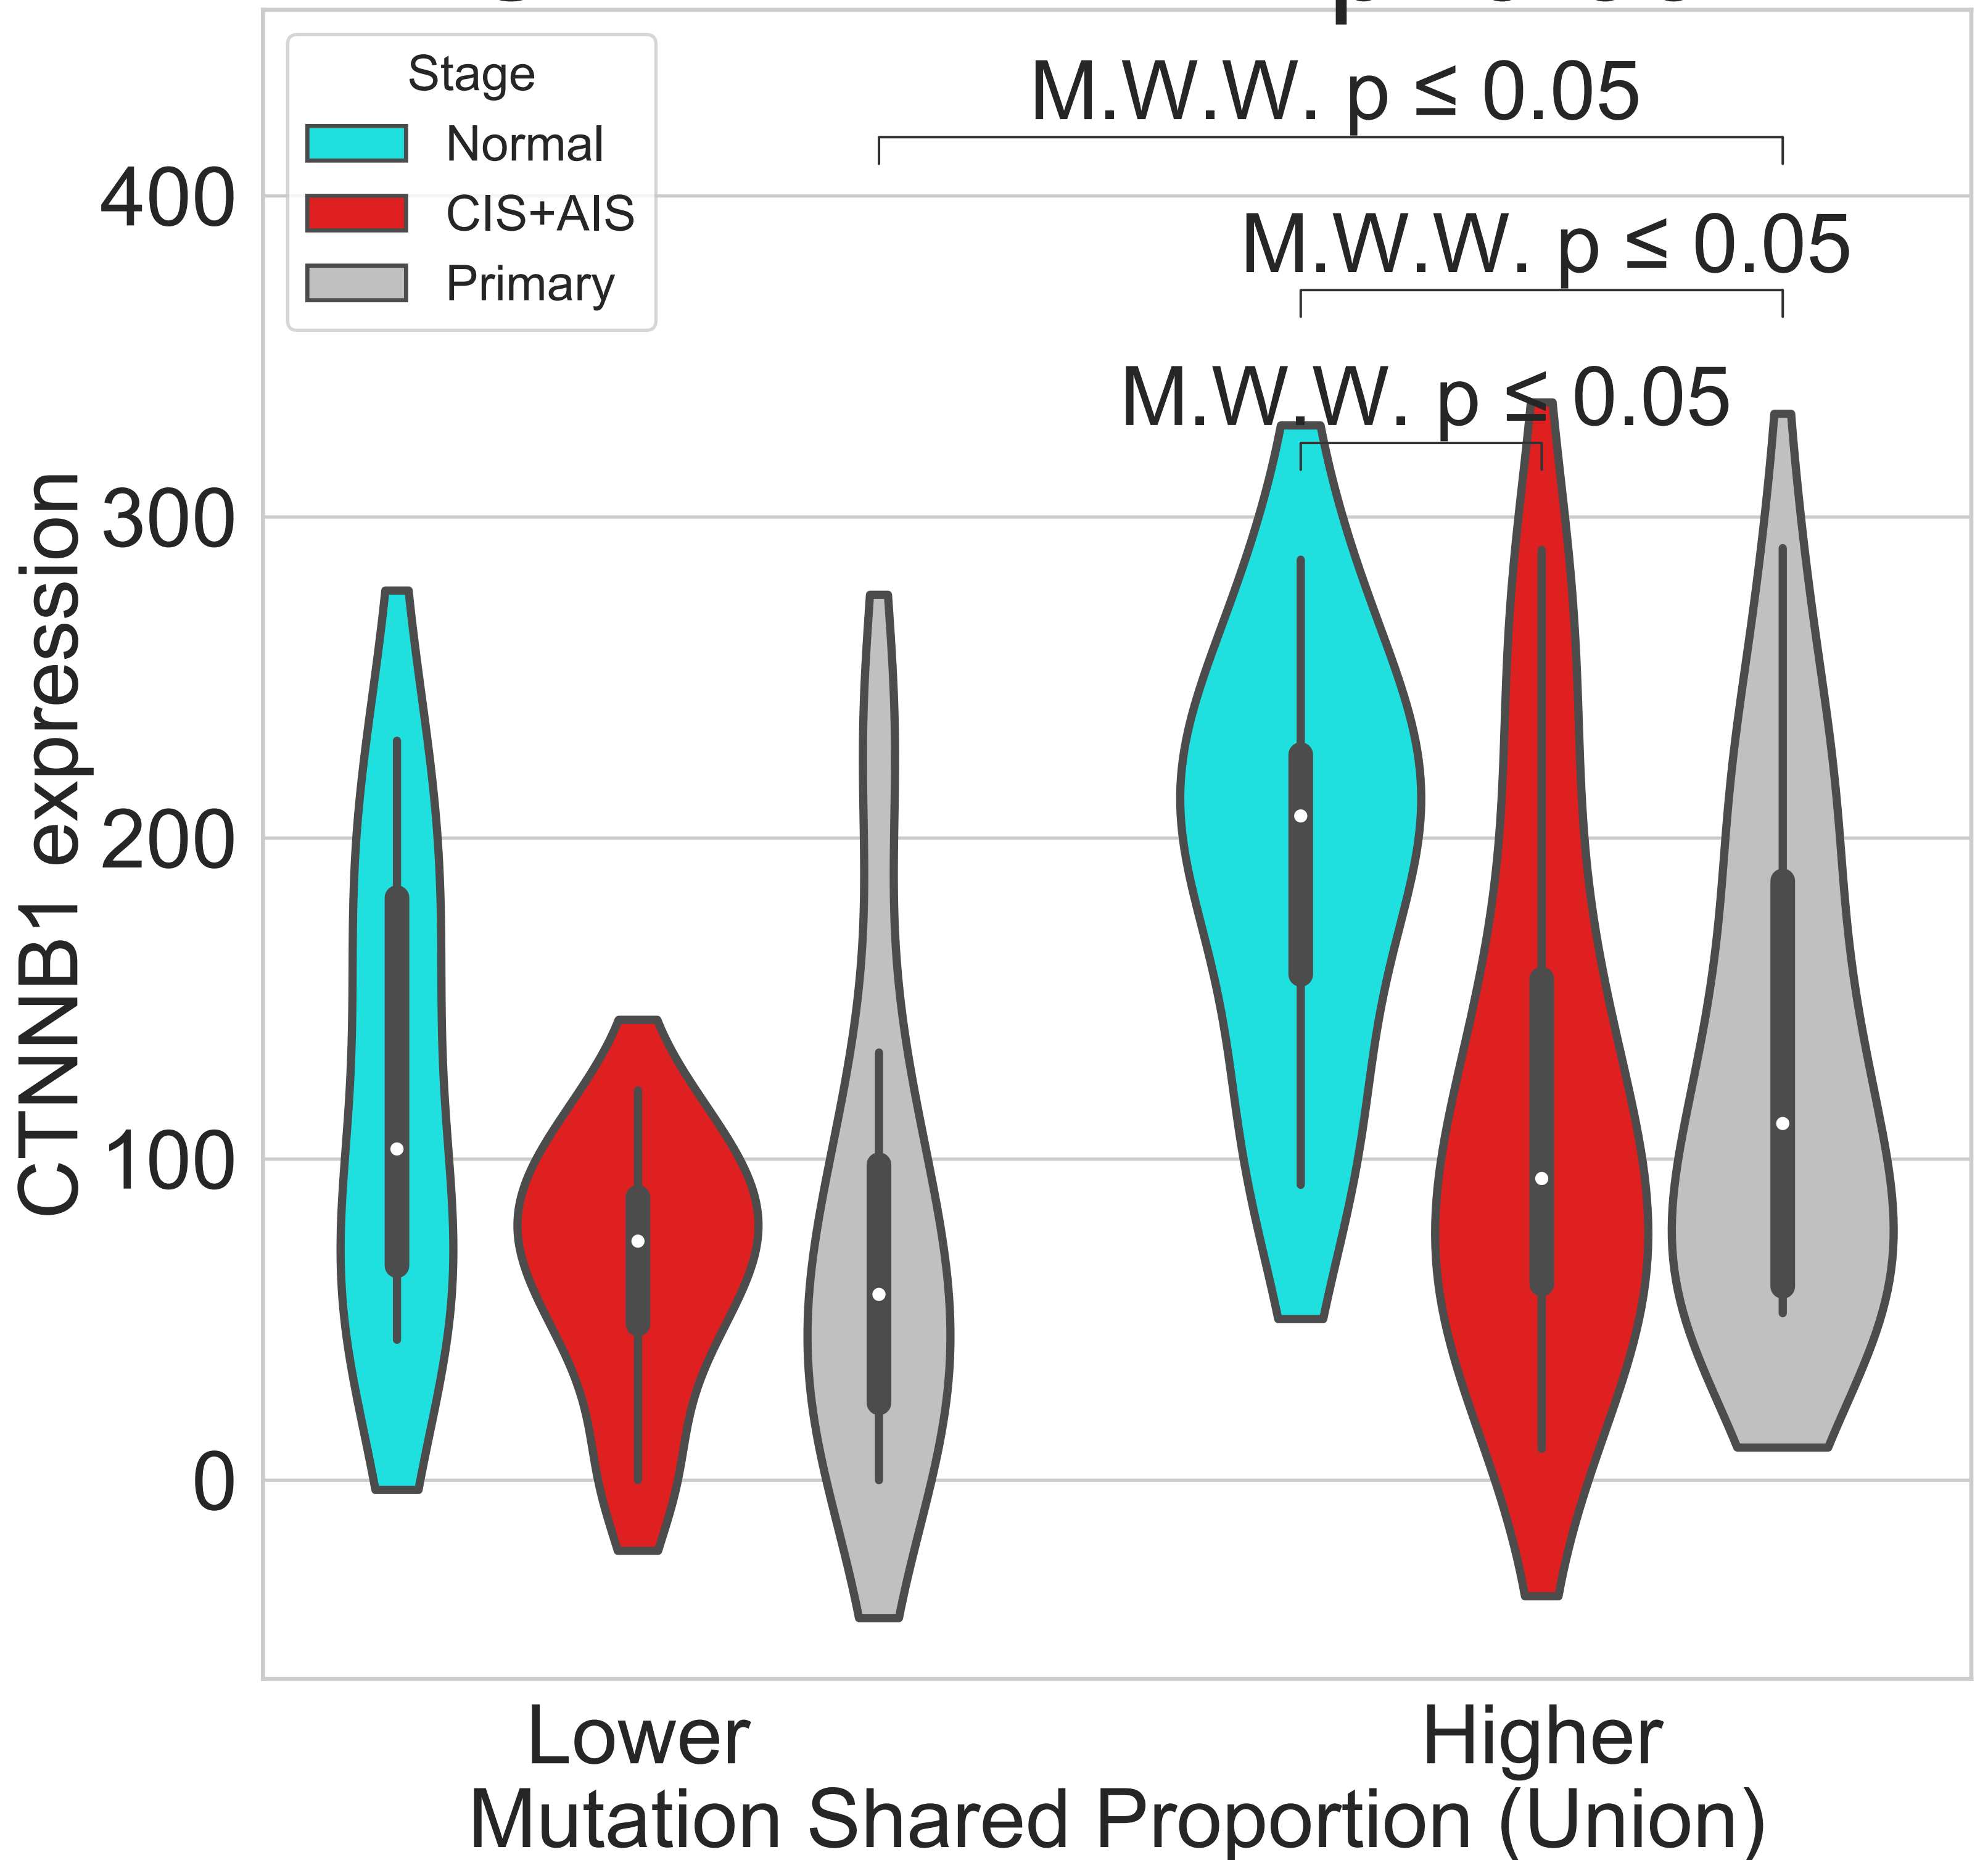 Stage
Normal
CIS+AIS
Primary
M.W.W. p ≤ 0.05
M.W.W. p ≤ 0.05
M.W.W. p ≤ 0.05
400
300
200
100
0
CTNNB1 expression
Lower
Higher
Mutation Shared Proportion (Union)